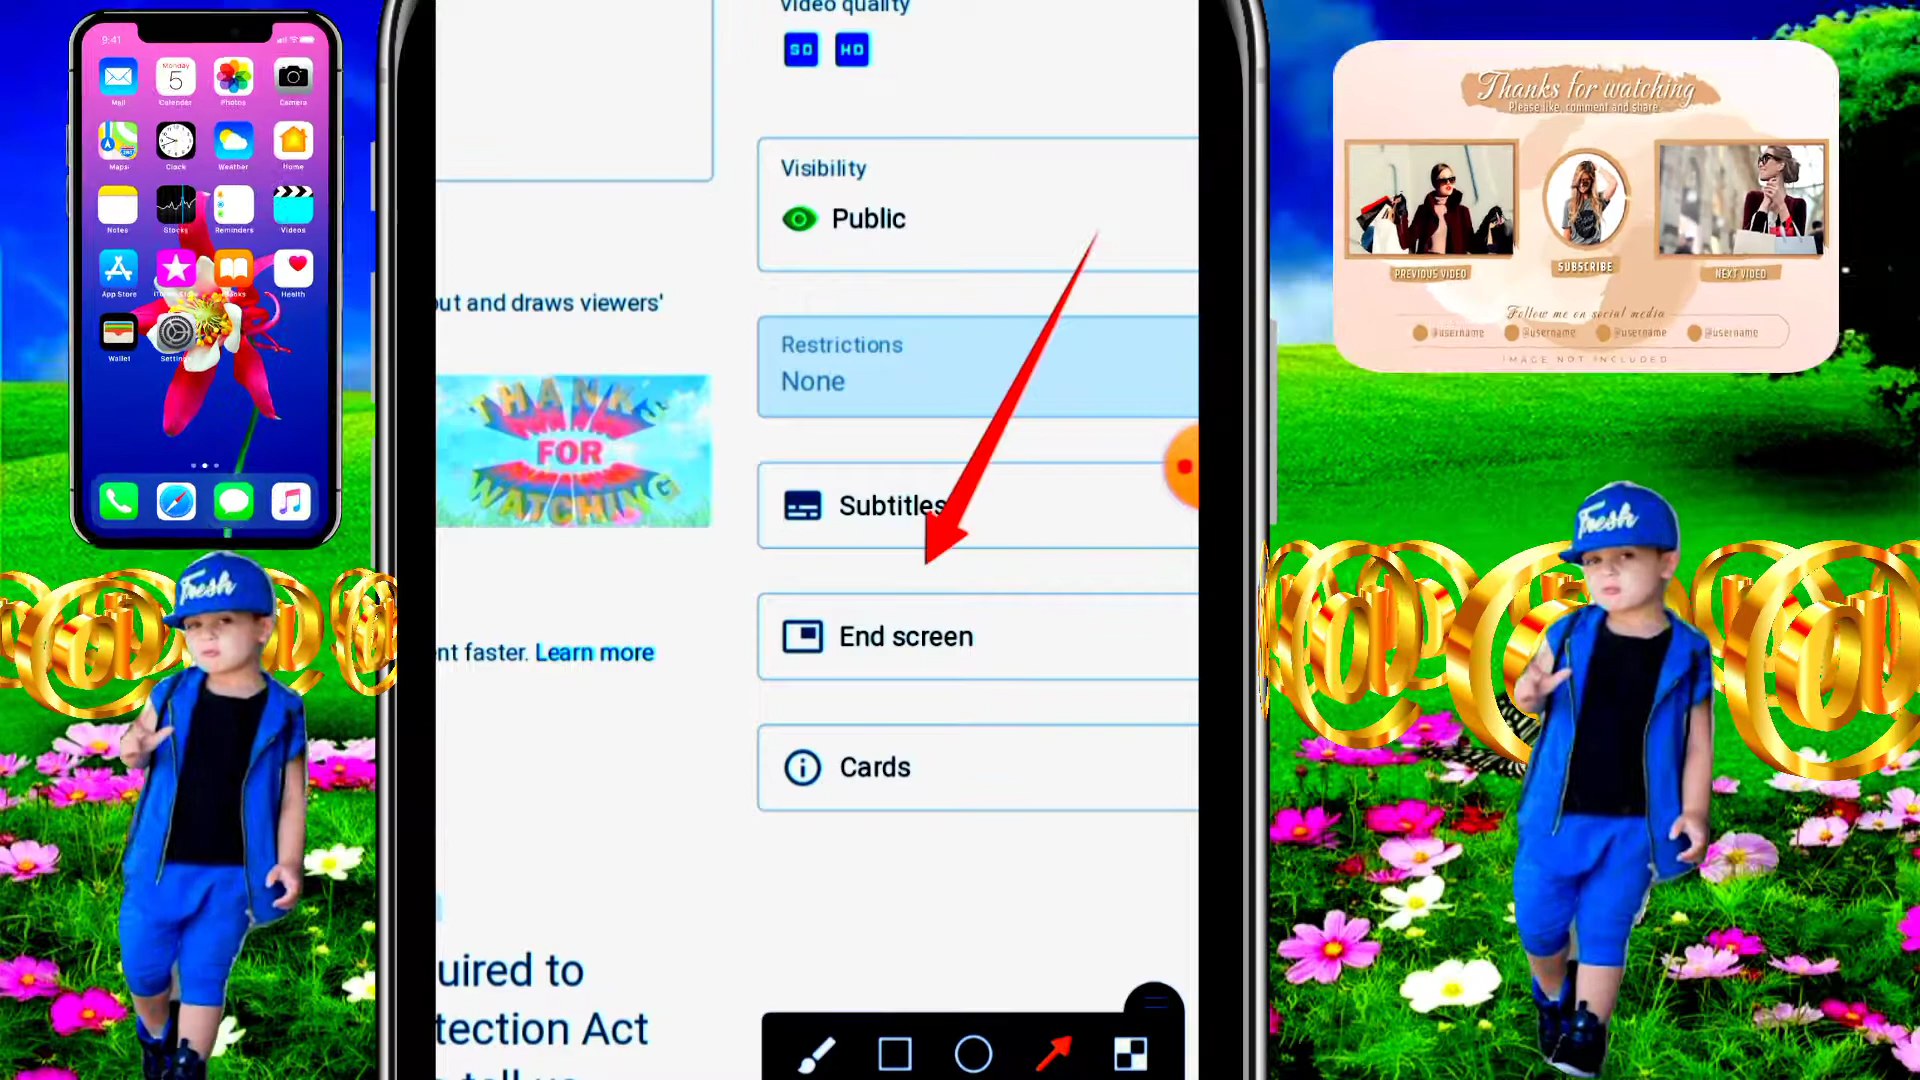 9:41
Monday
5
Mail
Calendar
Photos
Camera
Maps
Clock
Weather
Home
Notes
Stocks
Reminders
Videos
App Store
Health
Wallet
Fresh
Video quality
SD HD
Visibility
Public
out and draws viewers'
Restrictions
None
THANKS
FOR
WATCHING
Subtitles
End screen
nt faster. Learn more
Cards
uired to
tection Act
Thanks for watching
Please like, comment and share
PREVIOUS VIDEO
SUBSCRIBE
NEXT VIDEO
Follow me on social media
@username @username @username @username
IMAGE NOT INCLUDED
Fresh